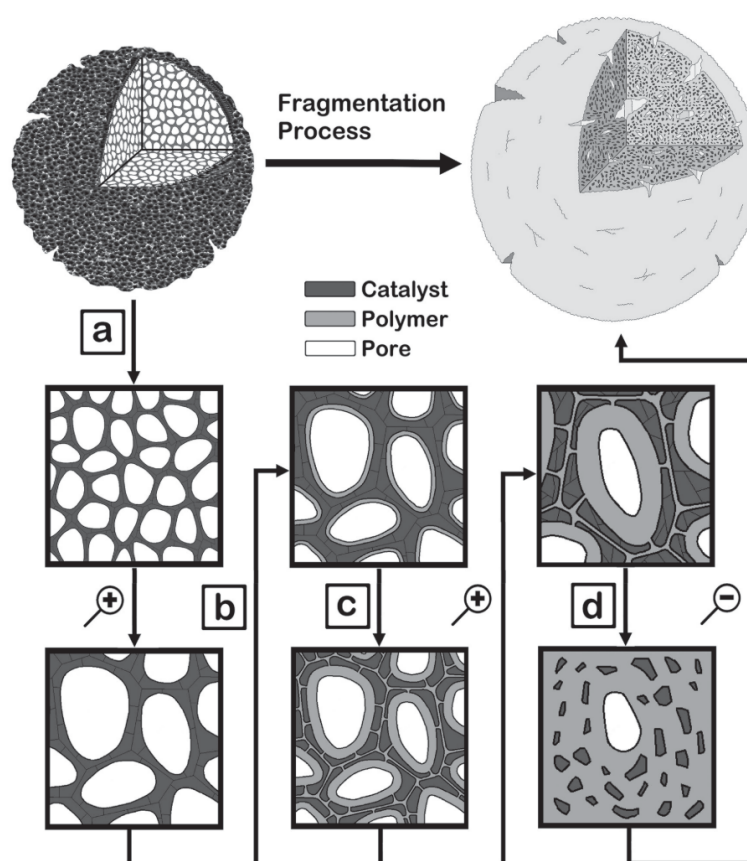 Fragmentation
Process
Catalyst
Polymer
Pore
a
b
c
d